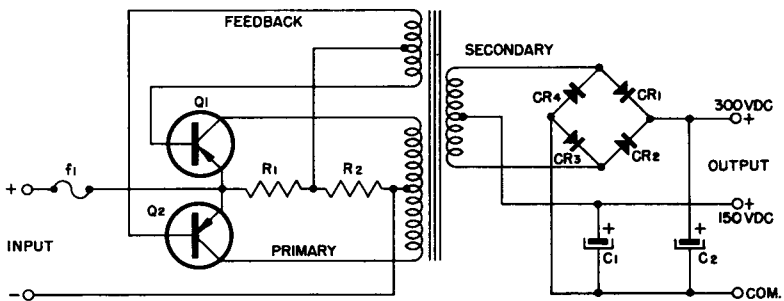 FEEDBACK
SECONDARY
Q1
CR4
CR1
300 VDC
+
CR3
CR2
f1
R1
R2
OUTPUT
+
+
150 VDC
Q2
INPUT
PRIMARY
+
C1
+
C2
−
COM.